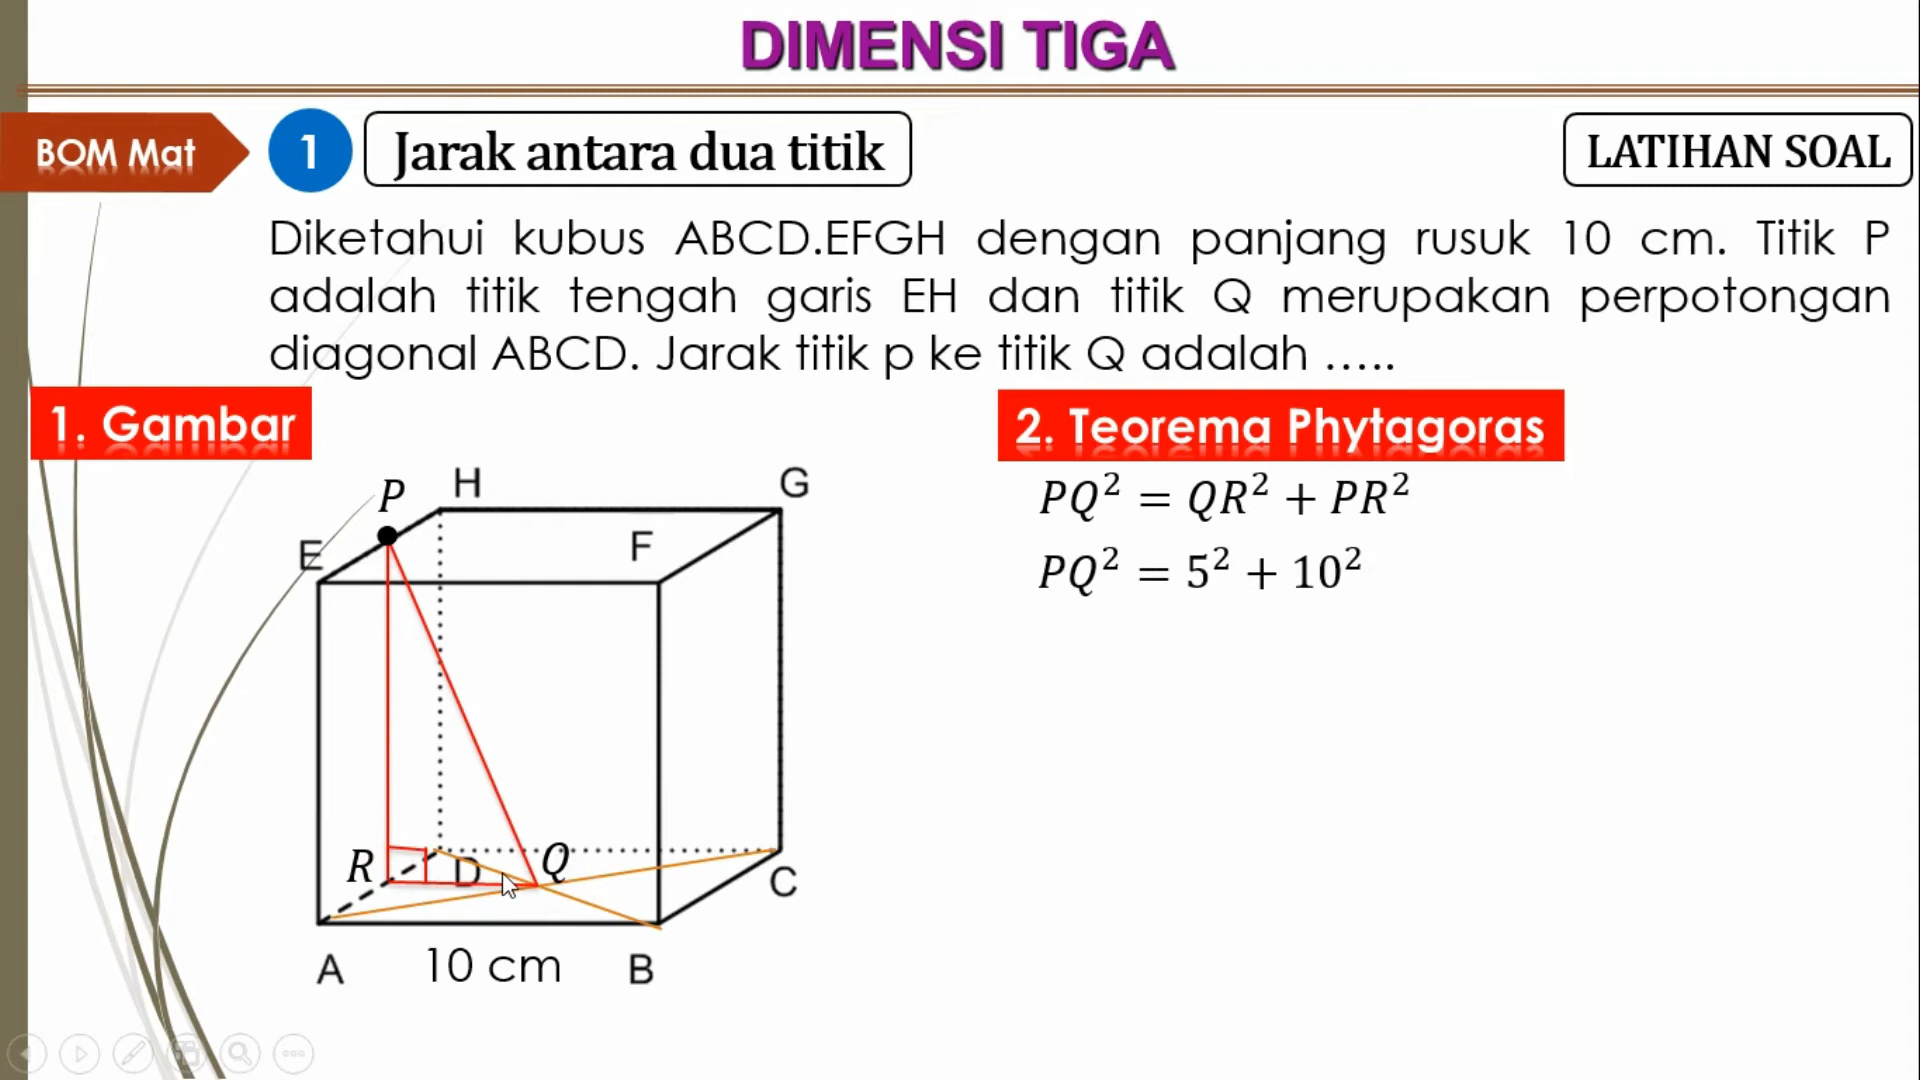 DIMENSI TIGA
BOM Mat
1
Jarak antara dua titik
LATIHAN SOAL
Diketahui kubus ABCD.EFGH dengan panjang rusuk 10 cm. Titik P
adalah titik tengah garis EH dan titik Q merupakan perpotongan
diagonal ABCD. Jarak titik p ke titik Q adalah .....
1. Gambar
2. Teorema Phytagoras
PQ² = QR² + PR²
PQ² = 5² + 10²
P
H
G
E
F
R
D
Q
C
A
10 cm
B